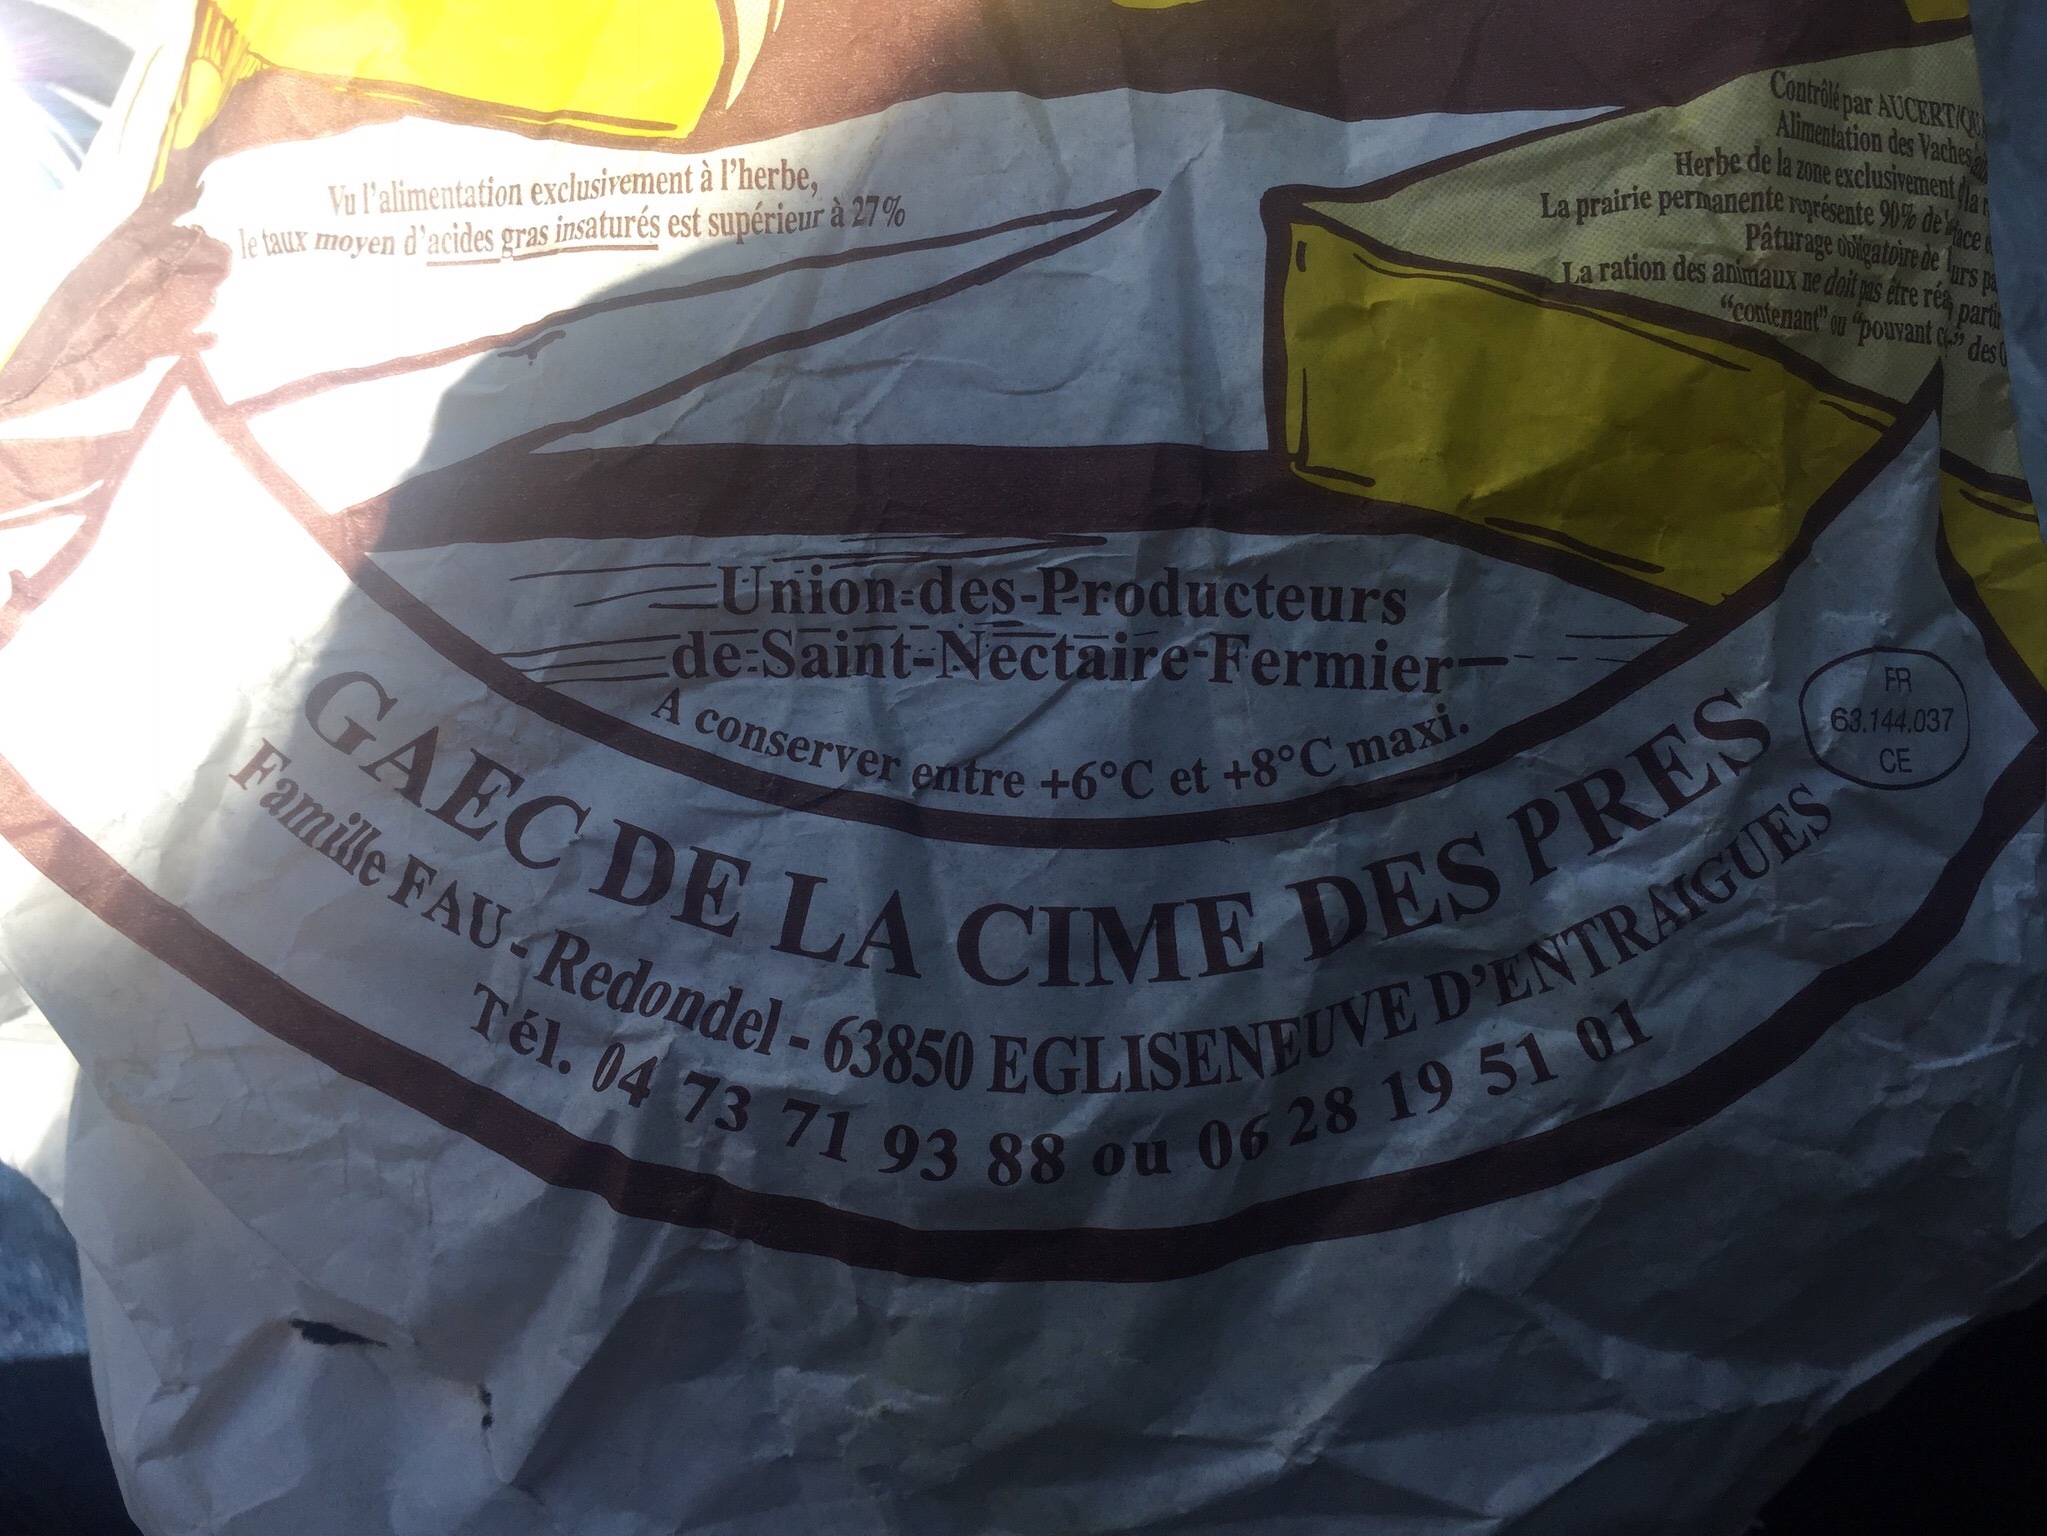 Vu l'alimentation exclusivement à l'herbe,
le taux moyen d'acides gras insaturés est supérieur à 27%
Contrôlé par AUCERT/QUA
Alimentation des Vaches
Herbe de la zone exclusivement
La prairie permanente représente 90% de
Pâturage obligatoire de
La ration des animaux ne doit pas être
"contenant" ou "pouvant des
Union des Producteurs
de Saint-Nectaire Fermier
A conserver entre +6°C et +8°C maxi.
GAEC DE LA CIME DES PRES
FR
63.144.037
CE
Famille FAU - Redondel - 63850 EGLISENEUVE D'ENTRAIGUES
Tél. 04 73 71 93 88 ou 06 28 19 51 01